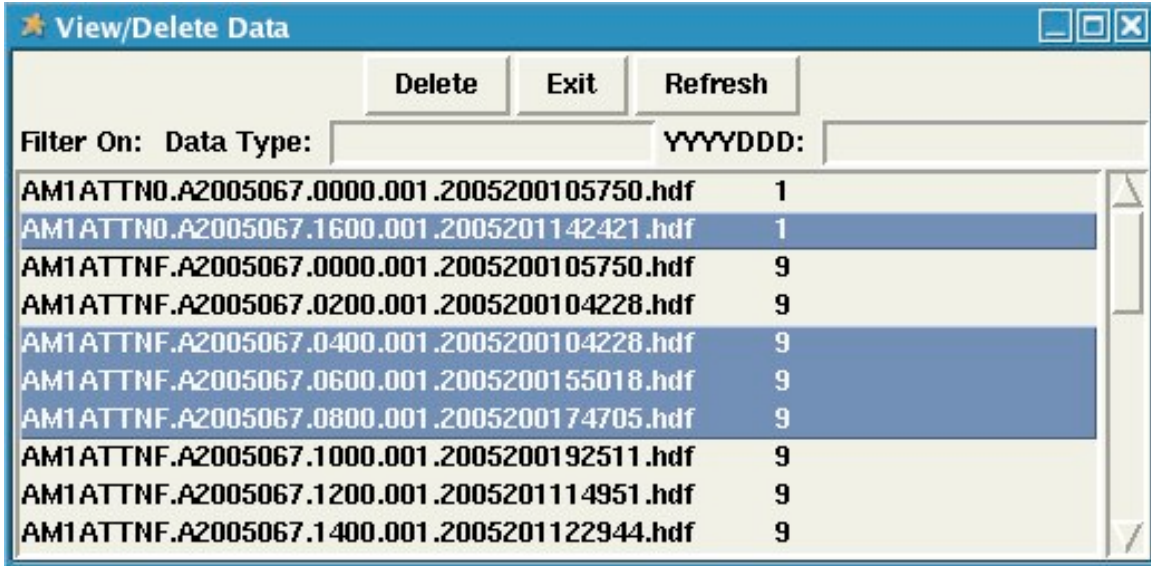 View/Delete Data
Delete Exit Refresh
Filter On: Data Type: YYYYDDD:
AM1ATTN0.A2005067.0000.001.2005200105750.hdf 1
AM1ATTN0.A2005067.1600.001.2005201142421.hdf 1
AM1ATTNF.A2005067.0000.001.2005200105750.hdf 9
AM1ATTNF.A2005067.0200.001.2005200104228.hdf 9
AM1ATTNF.A2005067.0400.001.2005200104228.hdf 9
AM1ATTNF.A2005067.0600.001.2005200155018.hdf 9
AM1ATTNF.A2005067.0800.001.2005200174705.hdf 9
AM1ATTNF.A2005067.1000.001.2005200192511.hdf 9
AM1ATTNF.A2005067.1200.001.2005201114951.hdf 9
AM1ATTNF.A2005067.1400.001.2005201122944.hdf 9